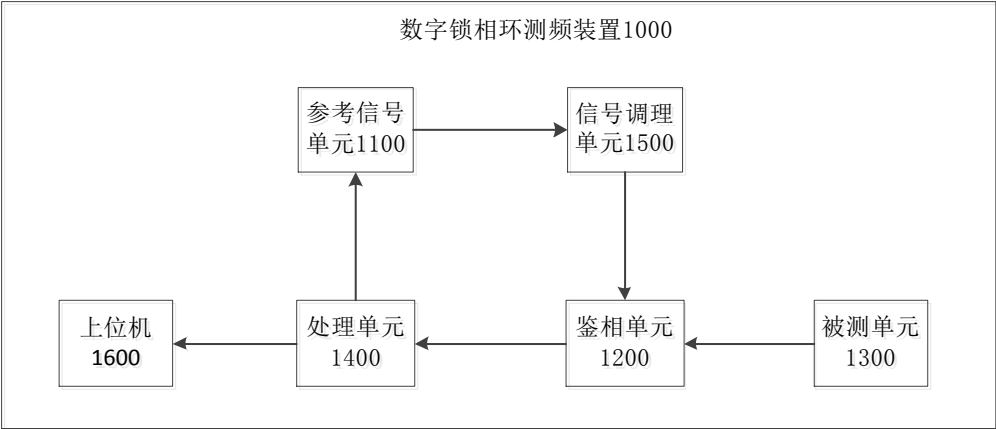 数字锁相环测频装置1000
参考信号
单元1100
信号调理
单元1500
上位机
1600
处理单元
1400
鉴相单元
1200
被测单元
1300